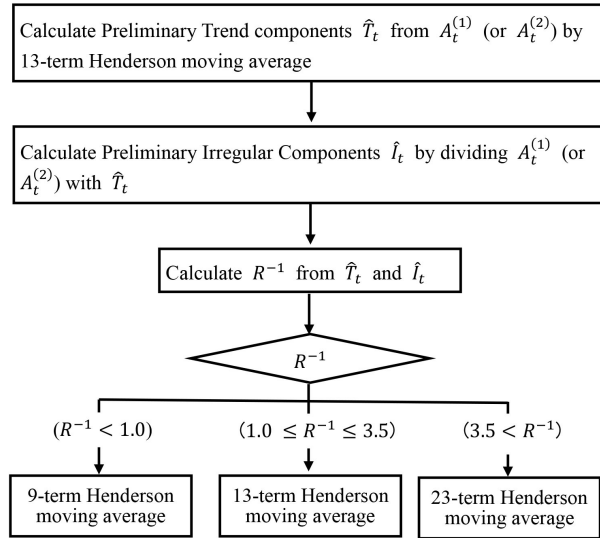 Calculate Preliminary Trend components T̂_t from A_t^(1) (or A_t^(2)) by
13-term Henderson moving average
Calculate Preliminary Irregular Components Î_t by dividing A_t^(1) (or
A_t^(2)) with T̂_t
Calculate R⁻¹ from T̂_t and Î_t
R⁻¹
(R⁻¹ < 1.0) (1.0 ≤ R⁻¹ ≤ 3.5) (3.5 < R⁻¹)
9-term Henderson
moving average
13-term Henderson
moving average
23-term Henderson
moving average